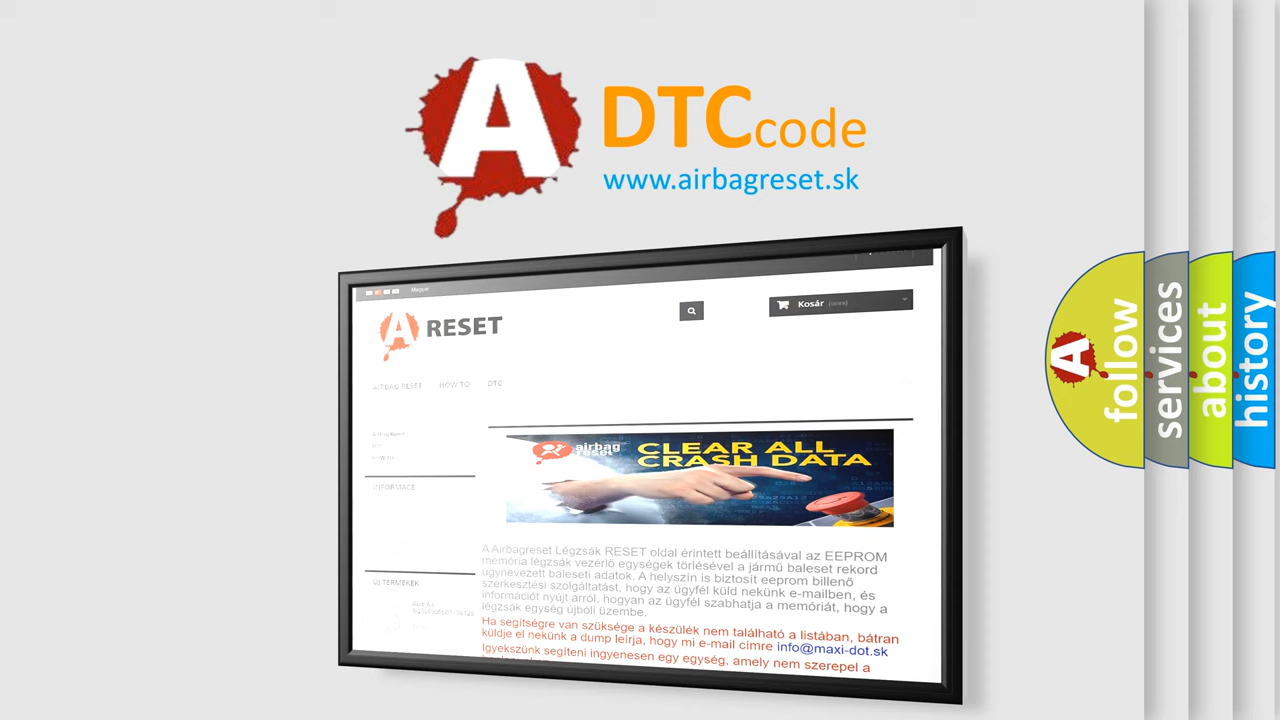 A DTC code
www.airbagreset.sk
Magyar
A RESET
Kosár (üres)
AIRBAG RESET HOW TO DTC
INFORMACE
ÚJ TERMÉKEK
airbag
reset
CLEAR ALL
CRASH DATA
A Airbagreset Légzsák RESET oldal érintett beállításával az EEPROM
memória légzsák vezérlő egységek törlésével a jármű baleset rekord
úgynevezett baleseti adatok. A helyszín is biztosít eeprom billenő
szerkesztési szolgáltatást, hogy az ügyfél küld nekünk e-mailben, és
információt nyújt arról, hogyan az ügyfél szabhatja a memóriát, hogy a
légzsák egység újbóli üzembe.
Ha segítségre van szüksége a készülék nem található a listában, bátran
küldje el nekünk a dump leírja, hogy mi e-mail címre info@maxi-dot.sk
Igyekszünk segíteni ingyenesen egy egység, amely nem szerepel a
A follow
services
about
history